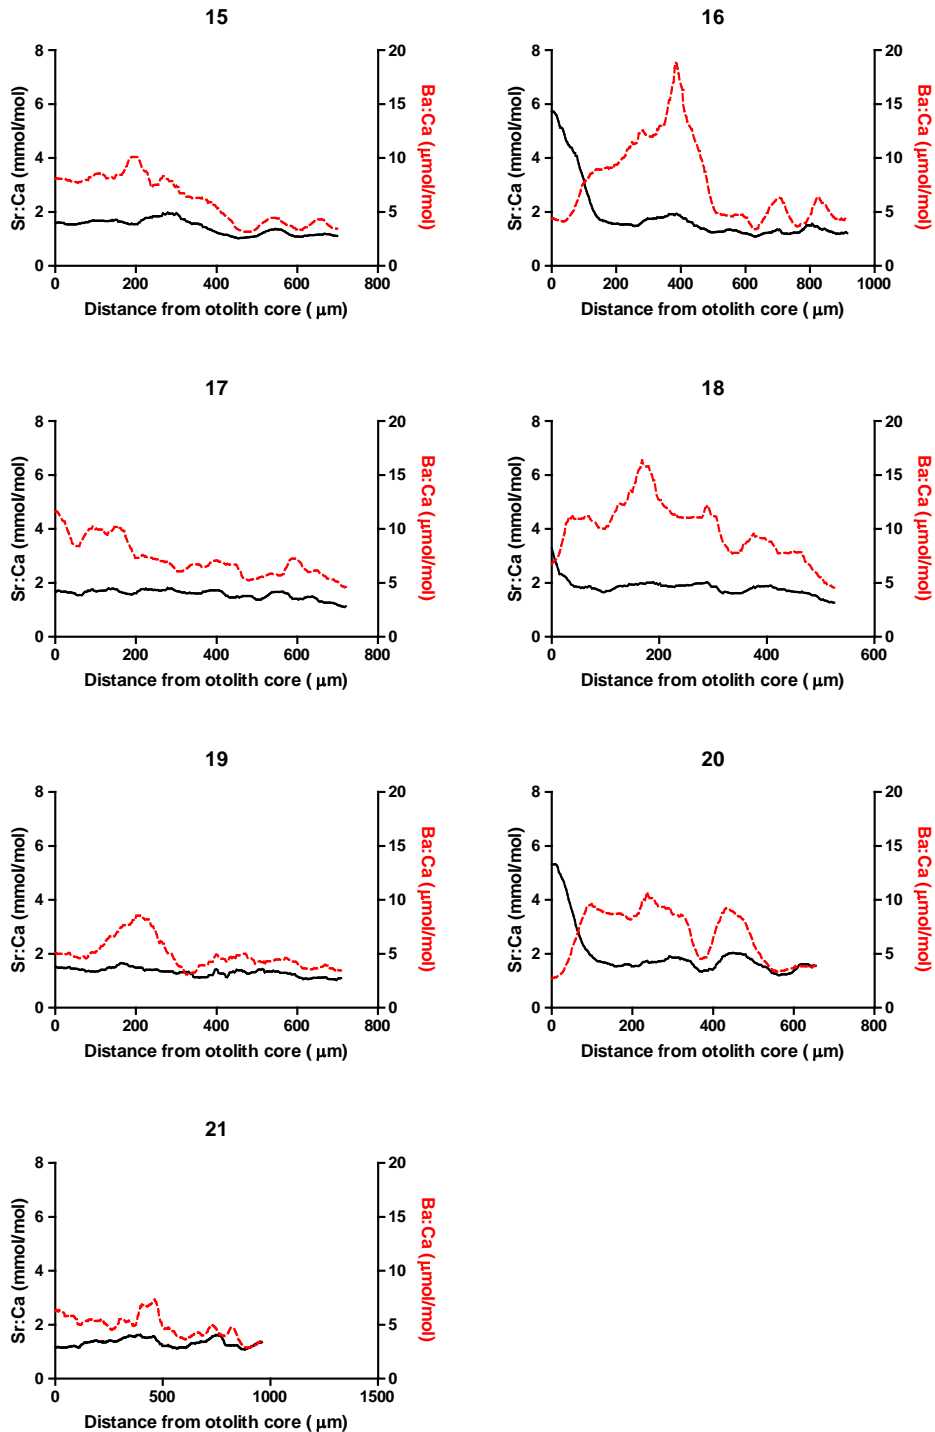 15
8
6
4
2
0
20
15
10
5
0
0 200 400 600 800
Sr:Ca (mmol/mol)
Ba:Ca (μmol/mol)
Distance from otolith core ( μm)
16
8
6
4
2
0
20
15
10
5
0
0 200 400 600 800 1000
Sr:Ca (mmol/mol)
Ba:Ca (μmol/mol)
Distance from otolith core ( μm)
17
8
6
4
2
0
20
15
10
5
0
0 200 400 600 800
Sr:Ca (mmol/mol)
Ba:Ca (μmol/mol)
Distance from otolith core ( μm)
18
8
6
4
2
0
20
15
10
5
0
0 200 400 600
Sr:Ca (mmol/mol)
Ba:Ca (μmol/mol)
Distance from otolith core ( μm)
19
8
6
4
2
0
20
15
10
5
0
0 200 400 600 800
Sr:Ca (mmol/mol)
Ba:Ca (μmol/mol)
Distance from otolith core ( μm)
20
8
6
4
2
0
20
15
10
5
0
0 200 400 600 800
Sr:Ca (mmol/mol)
Ba:Ca (μmol/mol)
Distance from otolith core ( μm)
21
8
6
4
2
0
20
15
10
5
0
0 500 1000 1500
Sr:Ca (mmol/mol)
Ba:Ca (μmol/mol)
Distance from otolith core ( μm)